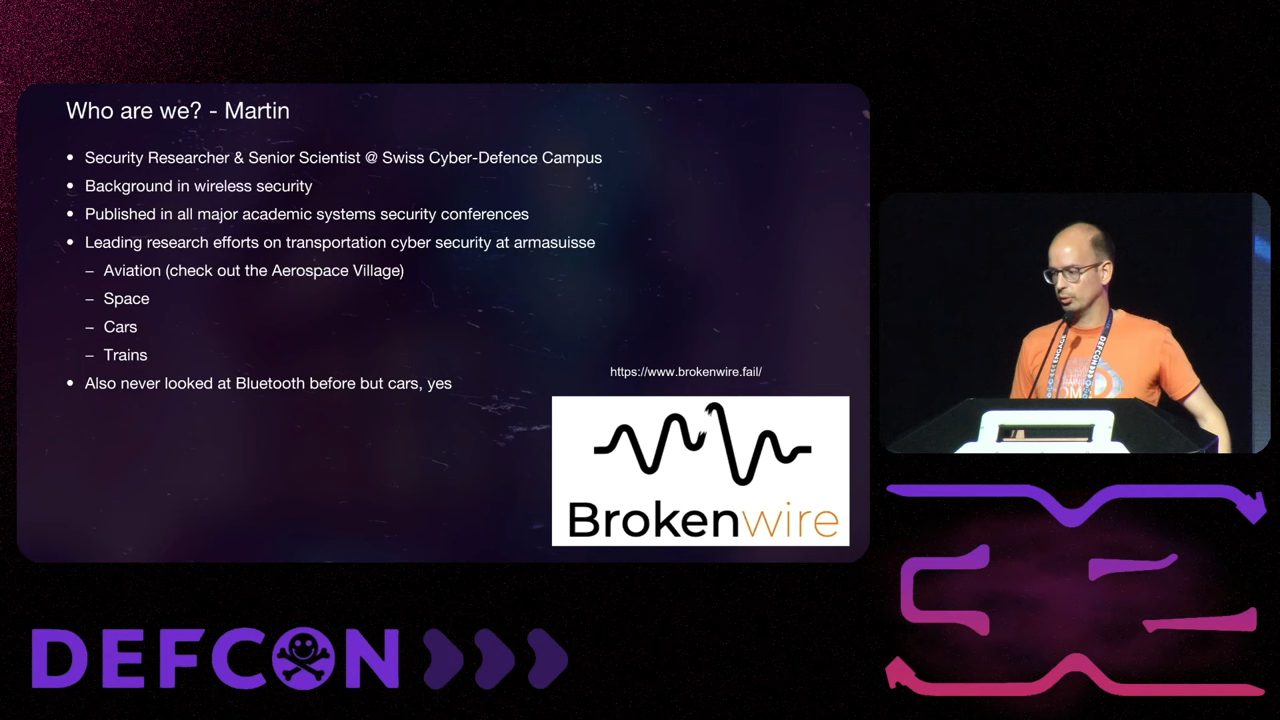 Who are we? - Martin
• Security Researcher & Senior Scientist @ Swiss Cyber-Defence Campus
• Background in wireless security
• Published in all major academic systems security conferences
• Leading research efforts on transportation cyber security at armasuisse
– Aviation (check out the Aerospace Village)
– Space
– Cars
– Trains
• Also never looked at Bluetooth before but cars, yes
https://www.brokenwire.fail/
Brokenwire
ENGAGE
DEFCON
DEFCON